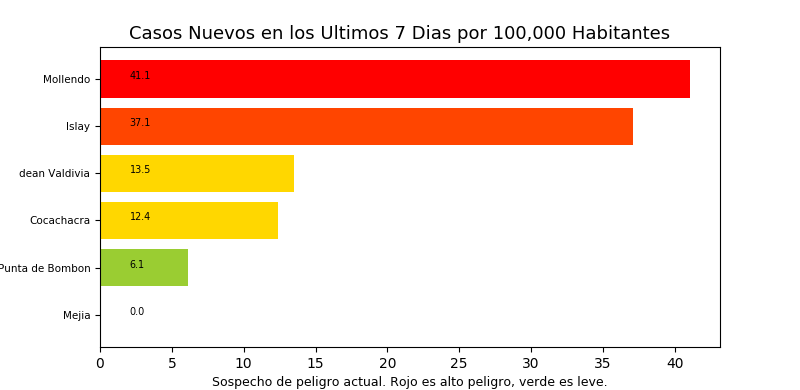 Casos Nuevos en los Ultimos 7 Dias por 100,000 Habitantes
Mollendo 41.1
Islay 37.1
dean Valdivia 13.5
Cocachacra 12.4
Punta de Bombon 6.1
Mejia 0.0
0 5 10 15 20 25 30 35 40
Sospecho de peligro actual. Rojo es alto peligro, verde es leve.